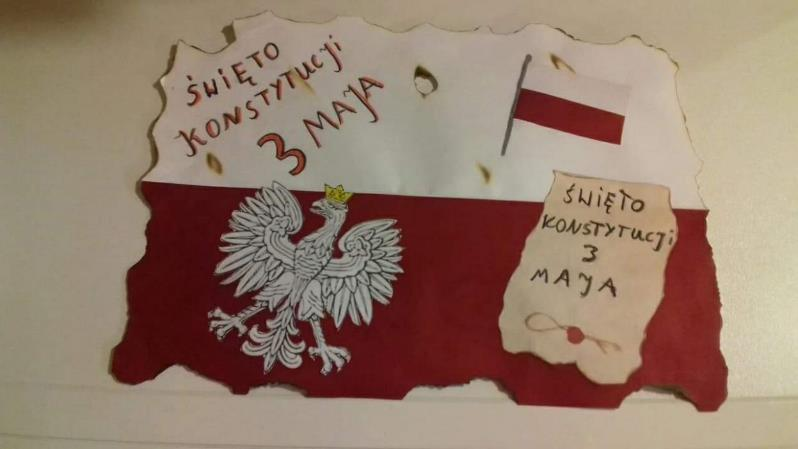 ŚWIĘTO
KONSTYTUCJI
3 MAJA
ŚWIĘTO
KONSTYTUCJI
3
MAJA